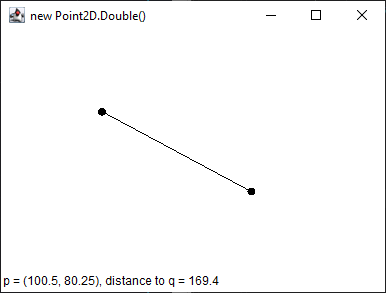 new Point2D.Double()
p = (100.5, 80.25), distance to q = 169.4